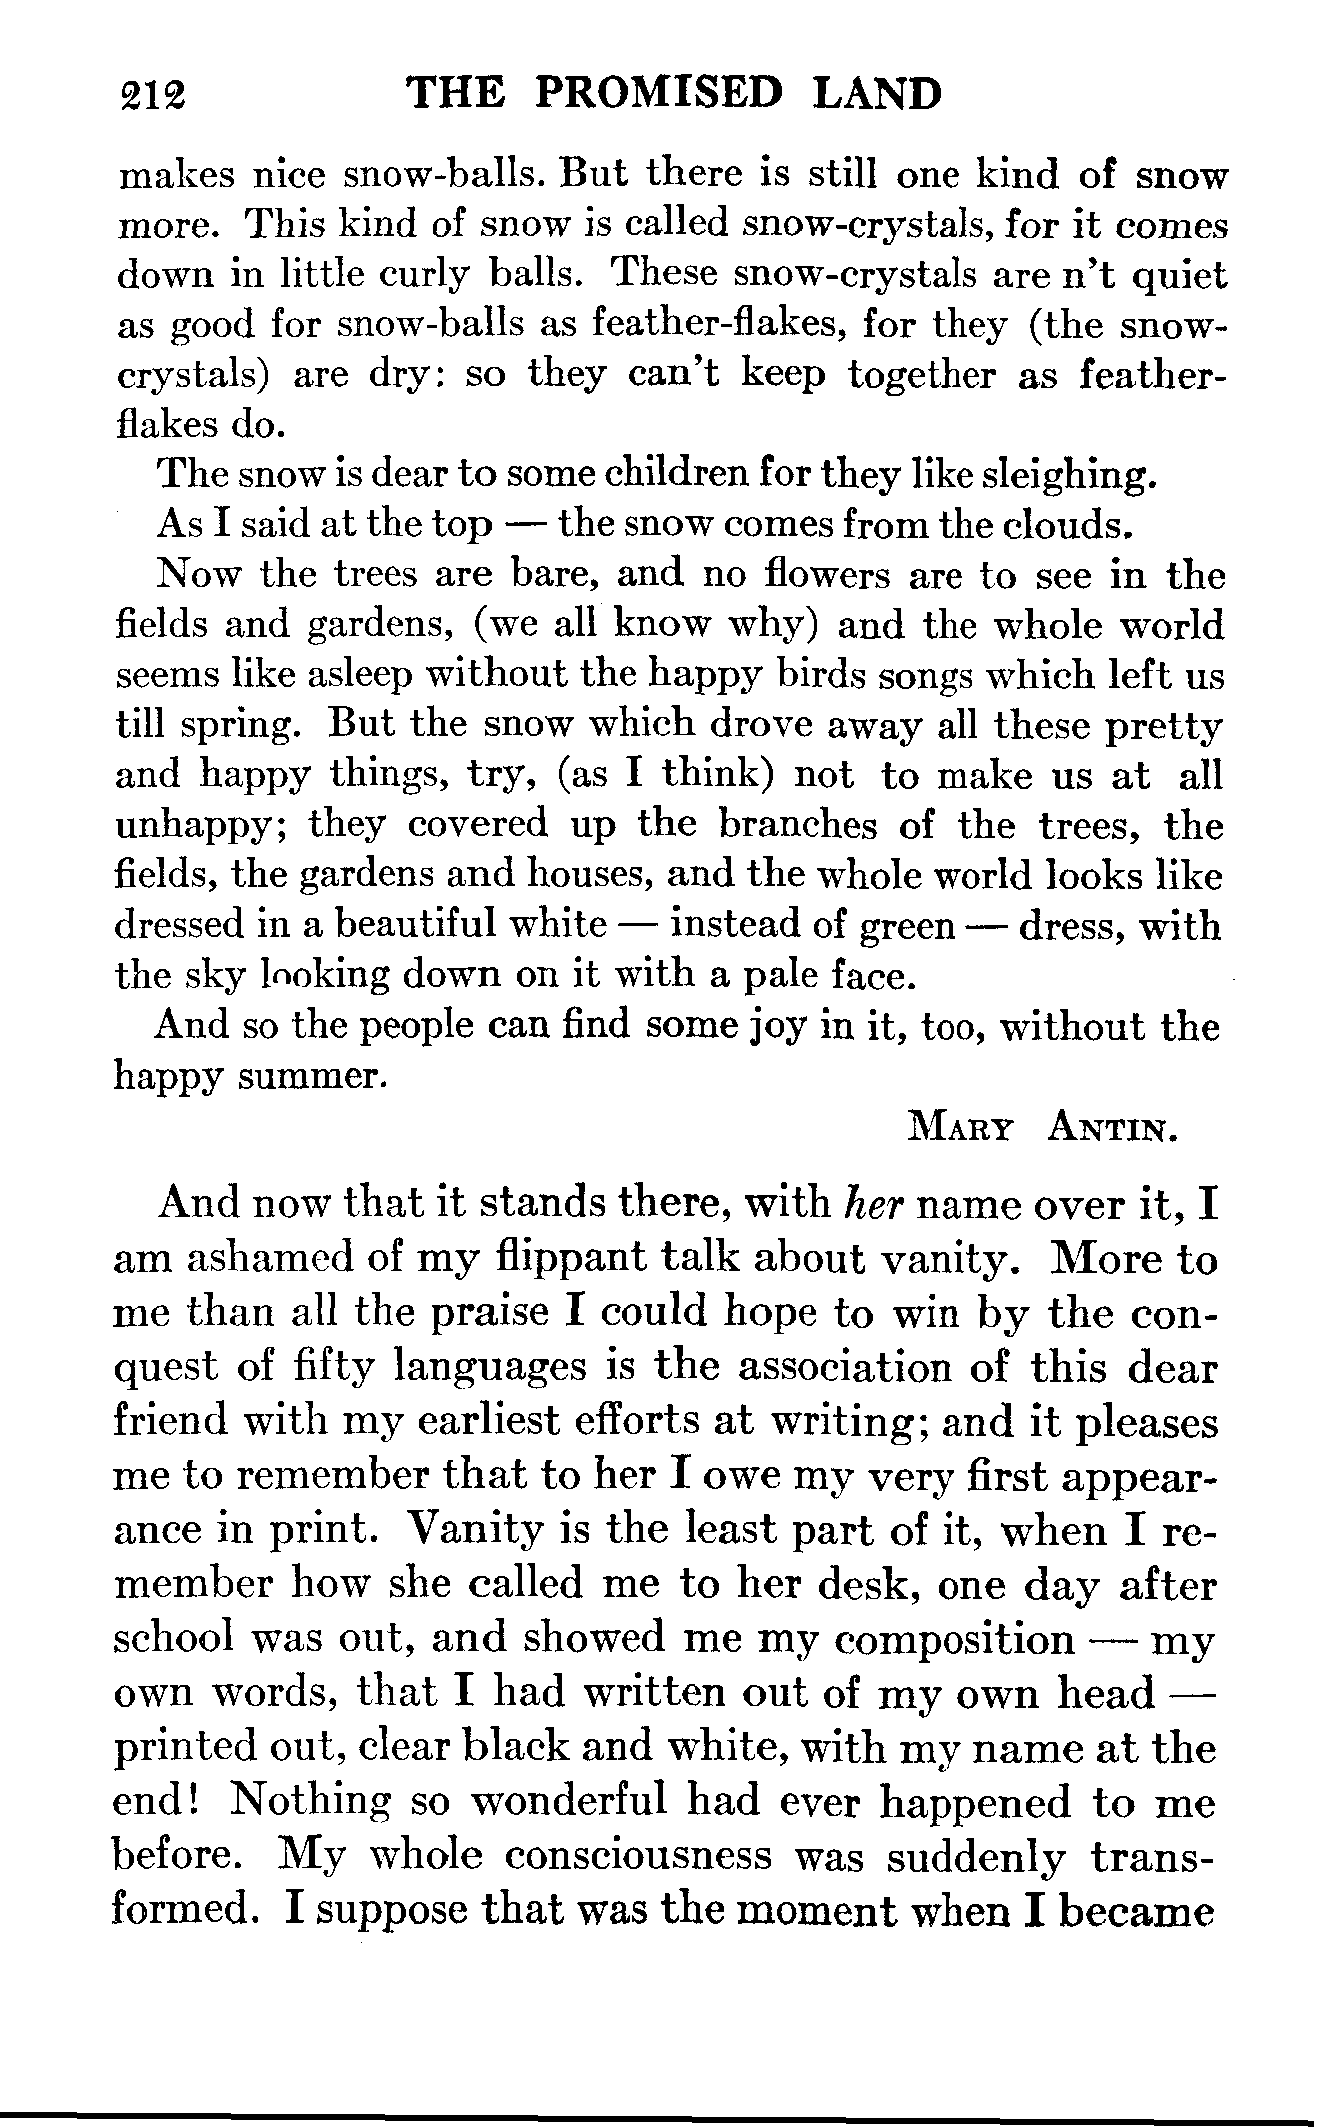 212 THE PROMISED LAND
makes nice snow-balls. But there is still one kind of snow
more. This kind of snow is called snow-crystals, for it comes
down in little curly balls. These snow-crystals are n't quiet
as good for snow-balls as feather-flakes, for they (the snow-
crystals) are dry: so they can't keep together as feather-
flakes do.
The snow is dear to some children for they like sleighing.
As I said at the top — the snow comes from the clouds.
Now the trees are bare, and no flowers are to see in the
fields and gardens, (we all know why) and the whole world
seems like asleep without the happy birds songs which left us
till spring. But the snow which drove away all these pretty
and happy things, try, (as I think) not to make us at all
unhappy; they covered up the branches of the trees, the
fields, the gardens and houses, and the whole world looks like
dressed in a beautiful white — instead of green — dress, with
the sky looking down on it with a pale face.
And so the people can find some joy in it, too, without the
happy summer.
MARY ANTIN.
And now that it stands there, with her name over it, I
am ashamed of my flippant talk about vanity. More to
me than all the praise I could hope to win by the con-
quest of fifty languages is the association of this dear
friend with my earliest efforts at writing; and it pleases
me to remember that to her I owe my very first appear-
ance in print. Vanity is the least part of it, when I re-
member how she called me to her desk, one day after
school was out, and showed me my composition — my
own words, that I had written out of my own head —
printed out, clear black and white, with my name at the
end! Nothing so wonderful had ever happened to me
before. My whole consciousness was suddenly trans-
formed. I suppose that was the moment when I became